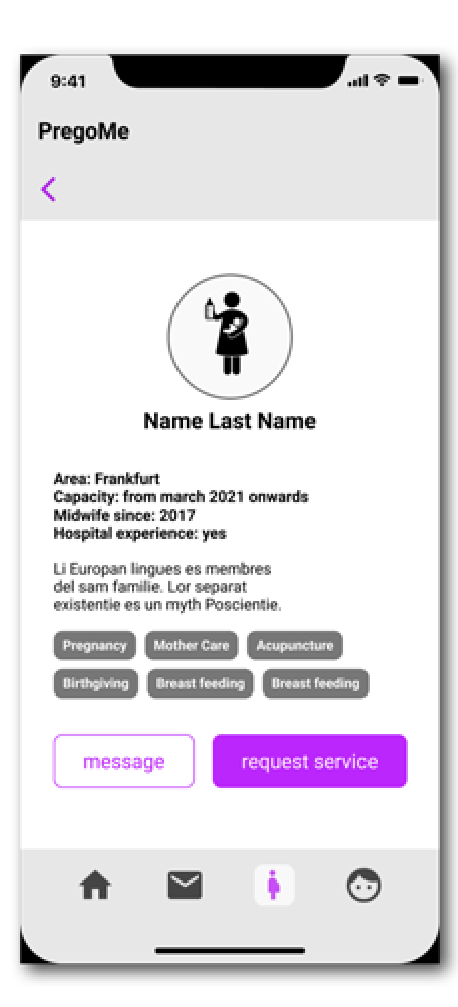 9:41
PregoMe
Name Last Name
Area: Frankfurt
Capacity: from march 2021 onwards
Midwife since: 2017
Hospital experience: yes
Li Europan lingues es membres
del sam familie. Lor separat
existentie es un myth Poscientie.
Pregnancy Mother Care Acupuncture
Birthgiving Breast feeding Breast feeding
message request service